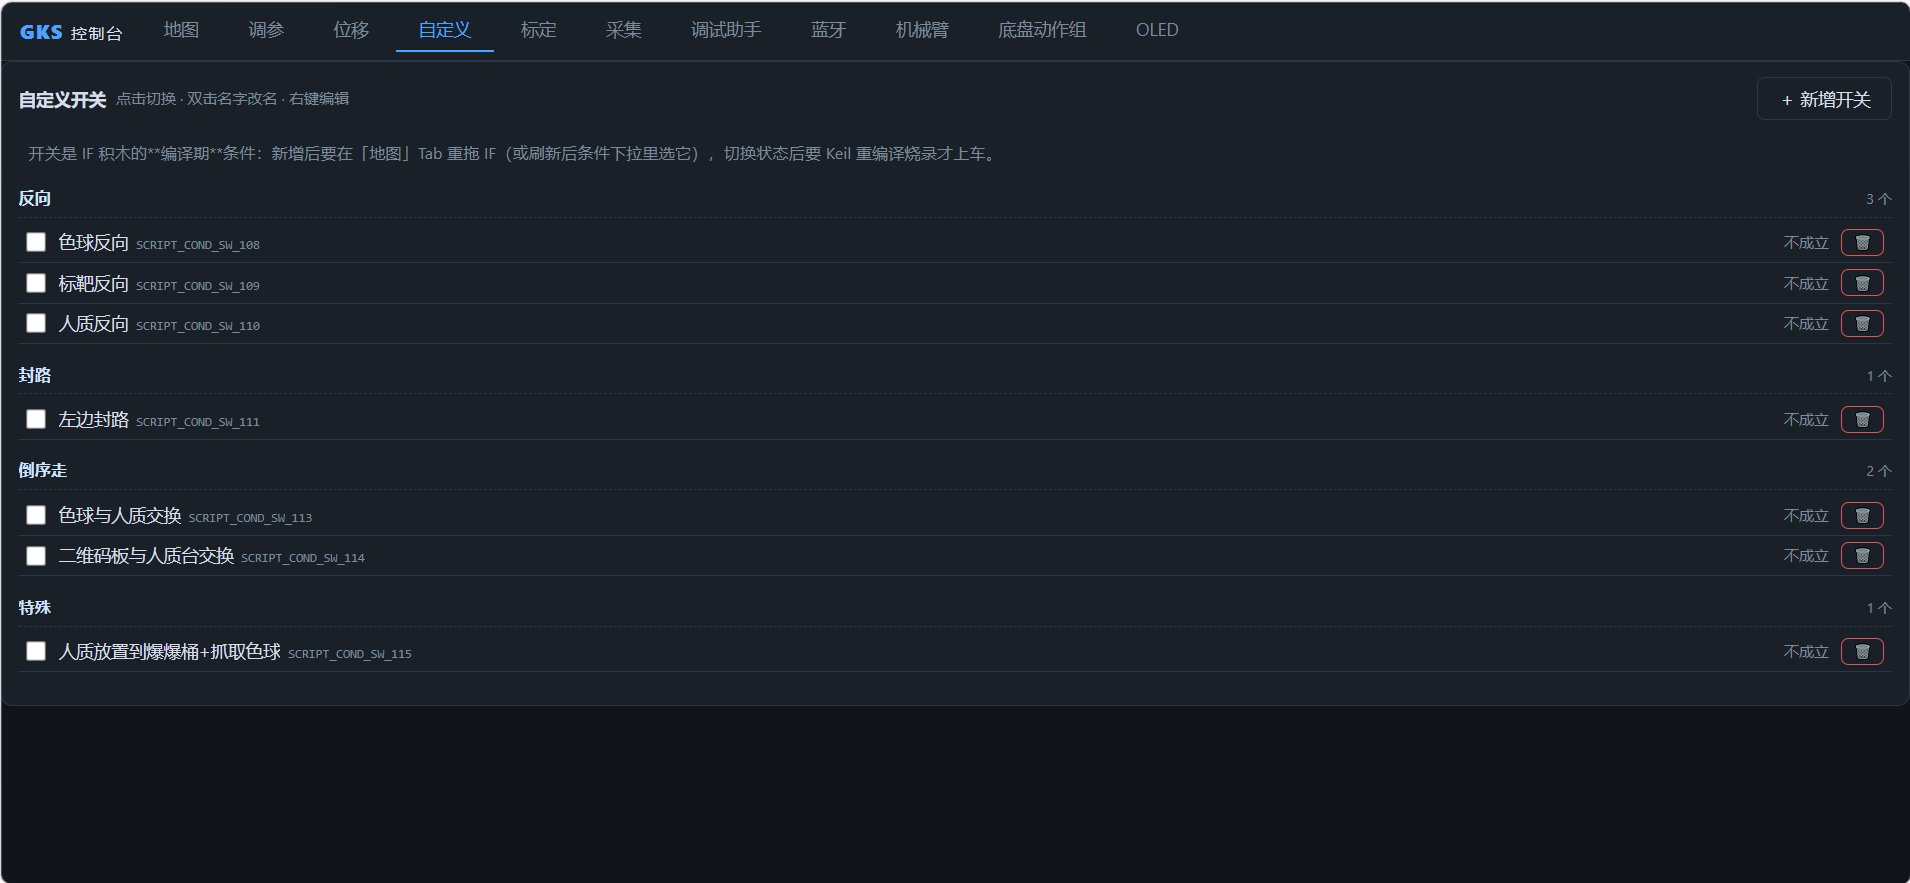 GKS 控制台 地图 调参 位移 自定义 标定 采集 调试助手 蓝牙 机械臂 底盘动作组 OLED
自定义开关 点击切换 · 双击名字改名 · 右键编辑 + 新增开关
开关是 IF 积木的**编译期**条件：新增后要在「地图」Tab 重拖 IF（或刷新后条件下拉里选它），切换状态后要 Keil 重编译烧录才上车。
反向 3 个
色球反向 SCRIPT_COND_SW_108 不成立
标靶反向 SCRIPT_COND_SW_109 不成立
人质反向 SCRIPT_COND_SW_110 不成立
封路 1 个
左边封路 SCRIPT_COND_SW_111 不成立
倒序走 2 个
色球与人质交换 SCRIPT_COND_SW_113 不成立
二维码板与人质台交换 SCRIPT_COND_SW_114 不成立
特殊 1 个
人质放置到爆爆桶+抓取色球 SCRIPT_COND_SW_115 不成立